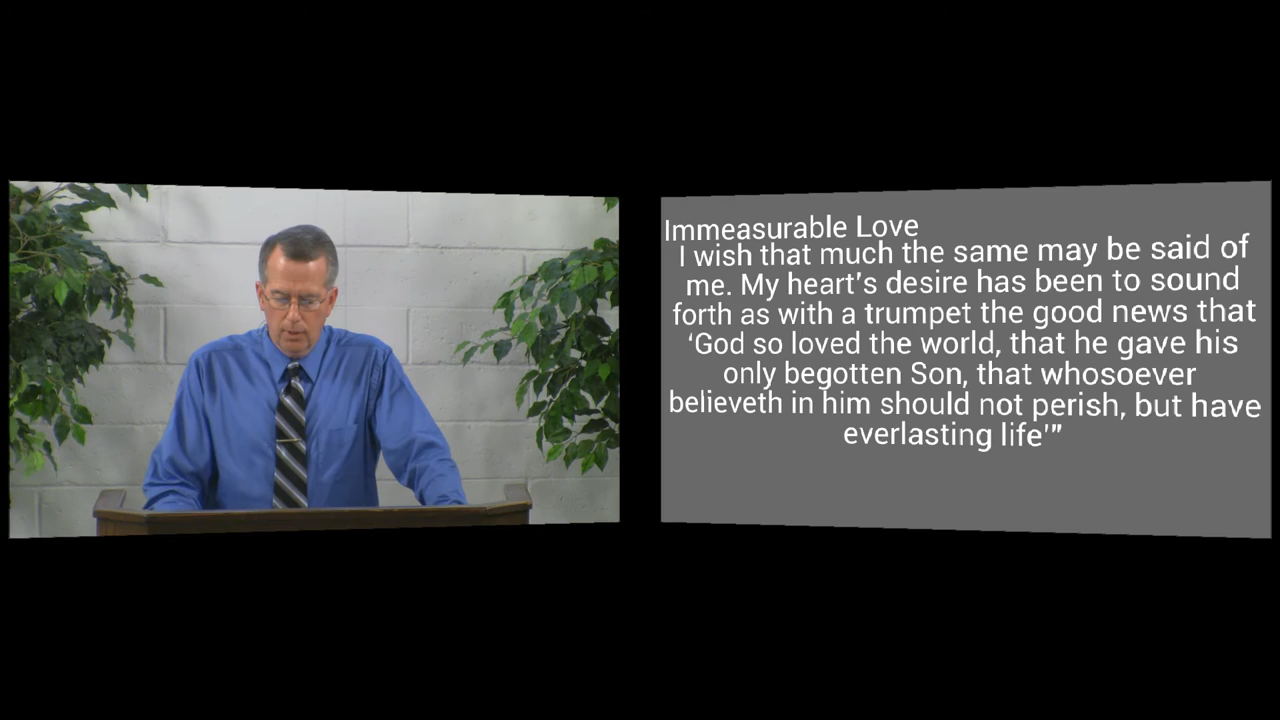 Immeasurable Love
I wish that much the same may be said of
me. My heart's desire has been to sound
forth as with a trumpet the good news that
‘God so loved the world, that he gave his
only begotten Son, that whosoever
believeth in him should not perish, but have
everlasting life’”